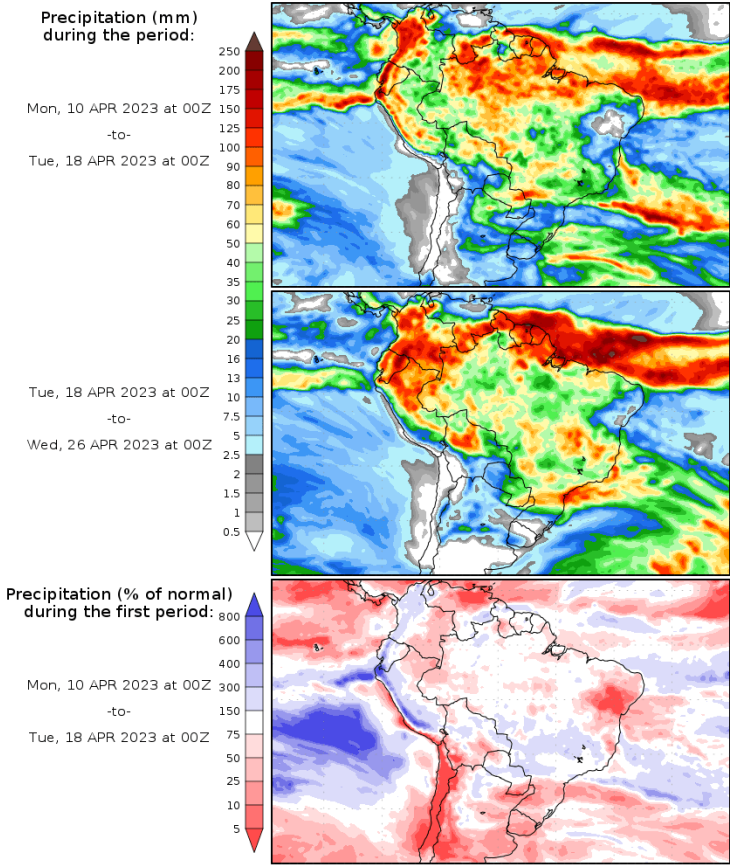 Precipitation (mm)
during the period:
250
200
175
150
125
100
90
80
70
60
50
40
35
30
25
20
16
13
10
7.5
5
2.5
2
1.5
1
0.5
Mon, 10 APR 2023 at 00Z
-to-
Tue, 18 APR 2023 at 00Z
Tue, 18 APR 2023 at 00Z
-to-
Wed, 26 APR 2023 at 00Z
Precipitation (% of normal)
during the first period:
800
600
400
300
150
75
50
25
10
5
Mon, 10 APR 2023 at 00Z
-to-
Tue, 18 APR 2023 at 00Z